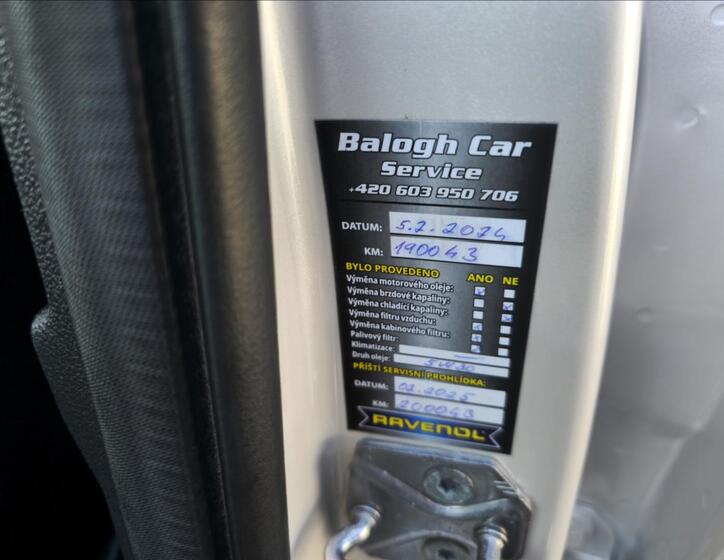 Balogh Car
Service
+420 603 950 706
DATUM: 5.2.2024
KM: 190043
BYLO PROVEDENO ANO NE
Výměna motorového oleje:
Výměna brzdové kapaliny:
Výměna chladící kapaliny:
Výměna filtru vzduchu:
Výměna kabinového filtru:
Palivový filtr:
Klimatizace:
Druh oleje: 5W30
PŘÍŠTÍ SERVISNÍ PROHLÍDKA:
DATUM: 02.2025
KM: 200043
RAVENOL